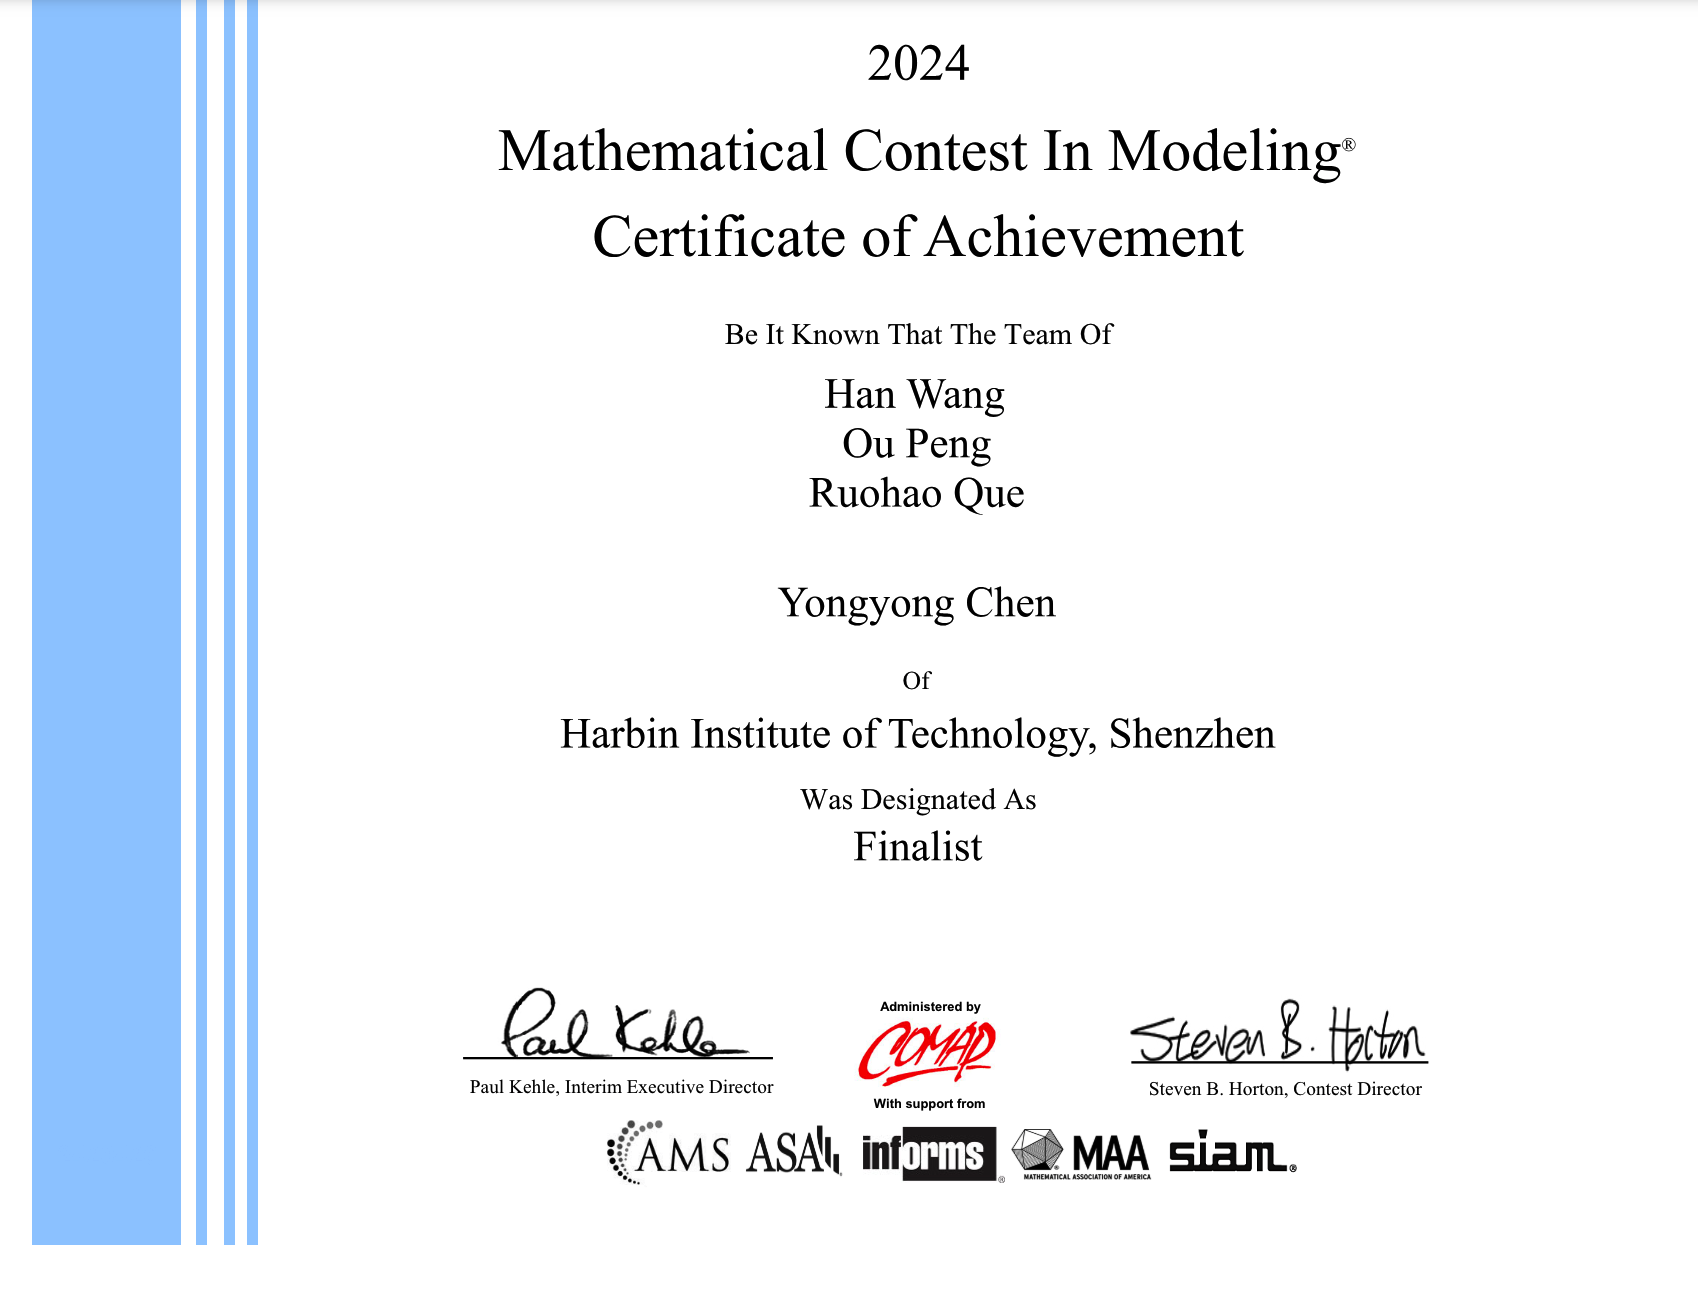 2024
Mathematical Contest In Modeling®
Certificate of Achievement
Be It Known That The Team Of
Han Wang
Ou Peng
Ruohao Que
Yongyong Chen
Of
Harbin Institute of Technology, Shenzhen
Was Designated As
Finalist
Paul Kehle
Paul Kehle, Interim Executive Director
Administered by
COMAP
With support from
Steven B. Horton
Steven B. Horton, Contest Director
AMS ASA informs® MAA siam®
MATHEMATICAL ASSOCIATION OF AMERICA